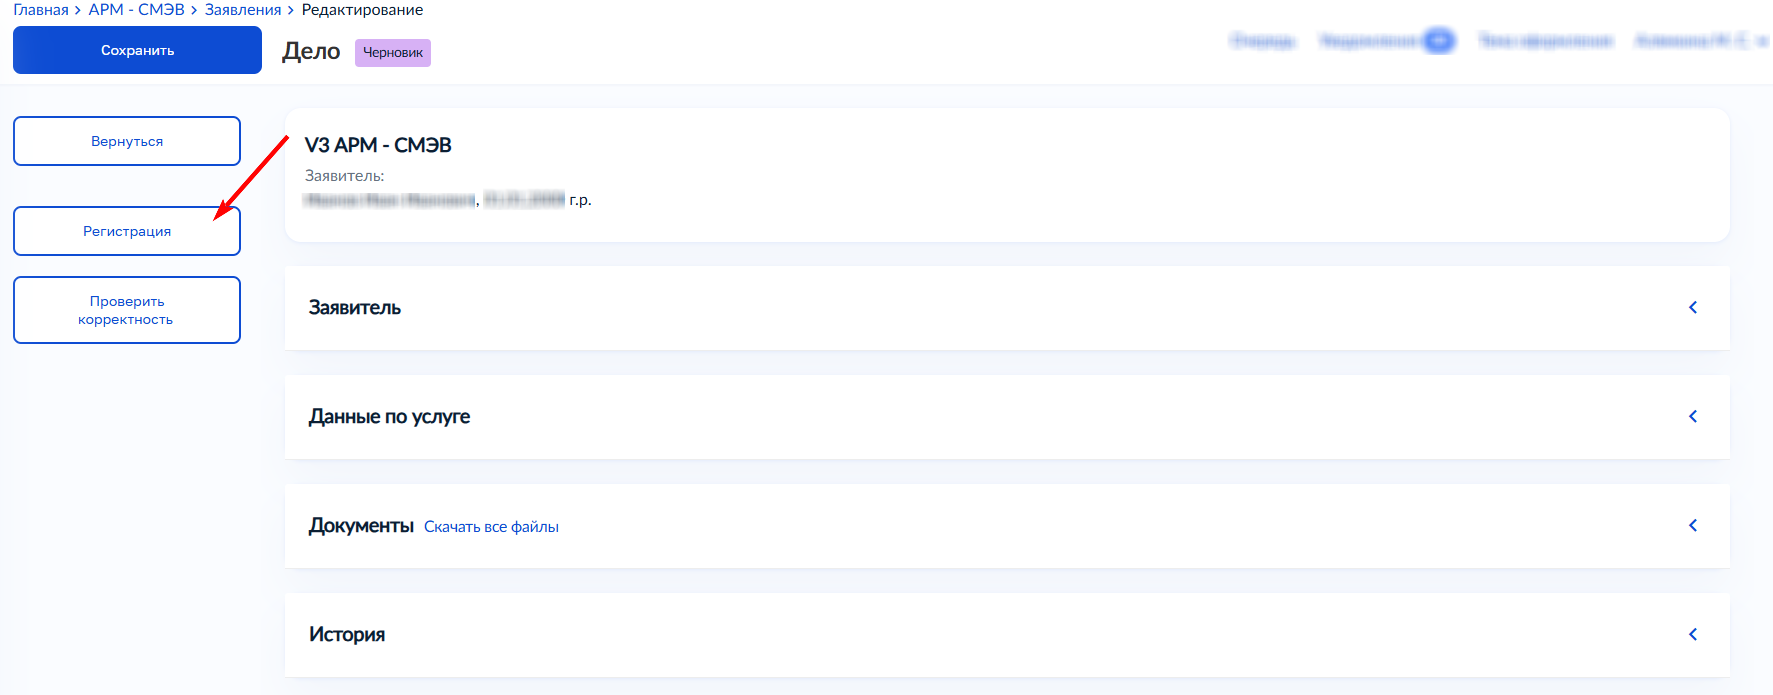 Главная > АРМ - СМЭВ > Заявления > Редактирование
Сохранить
Дело
Черновик
Вернуться
Регистрация
Проверить
корректность
V3 АРМ - СМЭВ
Заявитель:
, г.р.
Заявитель
Данные по услуге
Документы Скачать все файлы
История